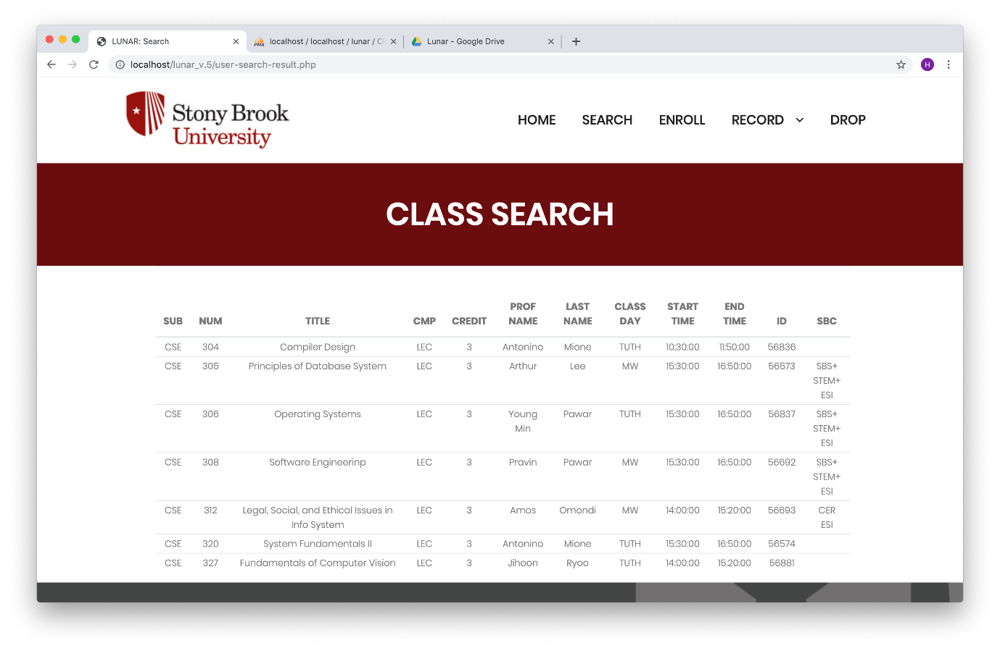 LUNAR: Search
localhost / localhost / lunar / C
Lunar - Google Drive
localhost/lunar_v.5/user-search-result.php
H
Stony Brook
University
HOME SEARCH ENROLL RECORD DROP
CLASS SEARCH
SUB NUM TITLE CMP CREDIT PROF NAME LAST NAME CLASS DAY START TIME END TIME ID SBC
CSE 304 Compiler Design LEC 3 Antonino Mione TUTH 10:30:00 11:50:00 56836
CSE 305 Principles of Database System LEC 3 Arthur Lee MW 15:30:00 16:50:00 56573 SBS+
STEM+
ESI
CSE 306 Operating Systems LEC 3 Young Pawar TUTH 15:30:00 16:50:00 56837 SBS+
Min STEM+
ESI
CSE 308 Software Engineerinp LEC 3 Pravin Pawar MW 15:30:00 16:50:00 56692 SBS+
STEM+
ESI
CSE 312 Legal, Social, and Ethical Issues in LEC 3 Amos Omondi MW 14:00:00 15:20:00 56693 CER
Info System ESI
CSE 320 System Fundamentals II LEC 3 Antonino Mione TUTH 15:30:00 16:50:00 56574
CSE 327 Fundamentals of Computer Vision LEC 3 Jihoon Ryoo TUTH 14:00:00 15:20:00 56881